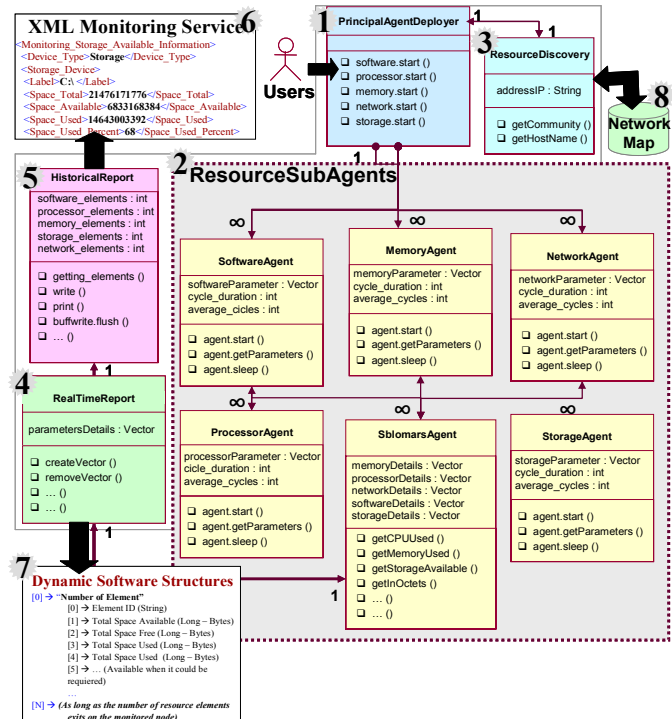 XML Monitoring Service
6
<Monitoring_Storage_Available_Information>
<Device_Type>Storage</Device_Type>
<Storage_Device>
<Label>C:\ </Label>
<Space_Total>21476171776</Space_Total>
<Space_Available>6833168384</Space_Available>
<Space_Used>14643003392</Space_Used>
<Space_Used_Percent>68</Space_Used_Percent>
Users
1
PrincipalAgentDeployer
software.start ()
processor.start ()
memory.start ()
network.start ()
storage.start ()
1
1
1
3
ResourceDiscovery
addressIP : String
getCommunity ()
getHostName ()
8
Network
Map
5
HistoricalReport
software_elements : int
processor_elements : int
memory_elements : int
storage_elements : int
network_elements : int
getting_elements ()
write ()
print ()
buffwrite.flush ()
... ()
1
4
RealTimeReport
parametersDetails : Vector
createVector ()
removeVector ()
... ()
... ()
1
2
ResourceSubAgents
∞
∞
∞
SoftwareAgent
softwareParameter : Vector
cycle_duration : int
average_cicles : int
agent.start ()
agent.getParameters ()
agent.sleep ()
MemoryAgent
memoryParameter : Vector
cycle_duration : int
average_cycles : int
agent.start ()
agent.getParameters ()
agent.sleep ()
NetworkAgent
networkParameter : Vector
cycle_duration : int
average_cycles : int
agent.start ()
agent.getParameters ()
agent.sleep ()
∞
∞
∞
ProcessorAgent
processorParameter : Vector
cicle_duration : int
average_cycles : int
agent.start ()
agent.getParameters ()
agent.sleep ()
SblomarsAgent
memoryDetails : Vector
processorDetails : Vector
networkDetails : Vector
softwareDetails : Vector
storageDetails : Vector
getCPUUsed ()
getMemoryUsed ()
getStorageAvailable ()
getInOctets ()
... ()
... ()
1
StorageAgent
storageParameter : Vector
cycle_duration : int
average_cycles : int
agent.start ()
agent.getParameters ()
agent.sleep ()
7
Dynamic Software Structures
[0] → "Number of Element"
[0] → Element ID (String)
[1] → Total Space Available (Long – Bytes)
[2] → Total Space Free (Long – Bytes)
[3] → Total Space Used (Long – Bytes)
[4] → Total Space Used (Long – Bytes)
[5] → ... (Available when it could be
requiered)
...
[N] → (As long as the number of resource elements
exits on the monitored node)